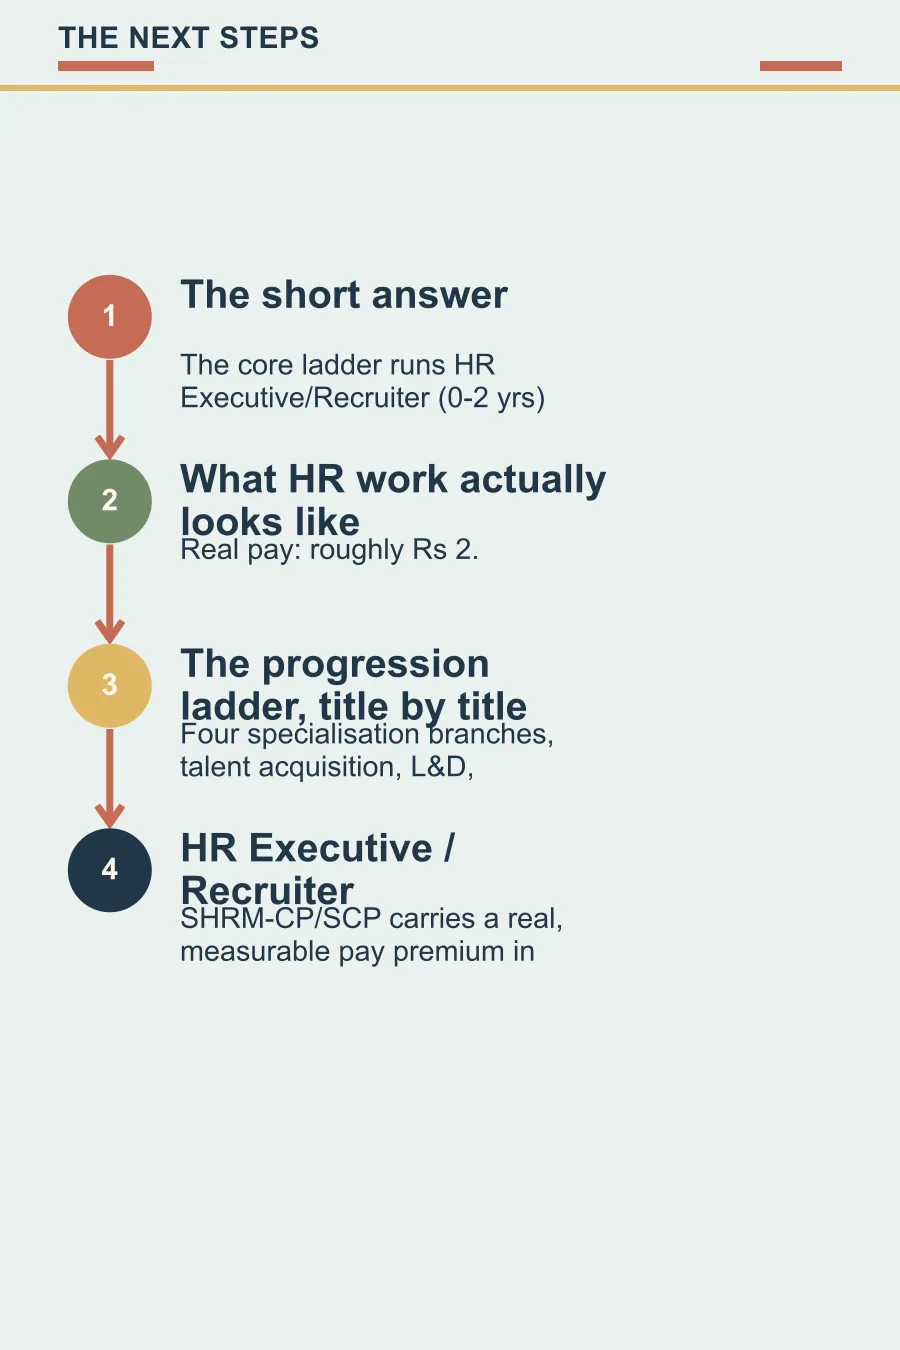 THE NEXT STEPS
1
The short answer
The core ladder runs HR
Executive/Recruiter (0-2 yrs)
2
What HR work actually
looks like
Real pay: roughly Rs 2.
3
The progression
ladder, title by title
Four specialisation branches,
talent acquisition, L&D,
4
HR Executive /
Recruiter
SHRM-CP/SCP carries a real,
measurable pay premium in